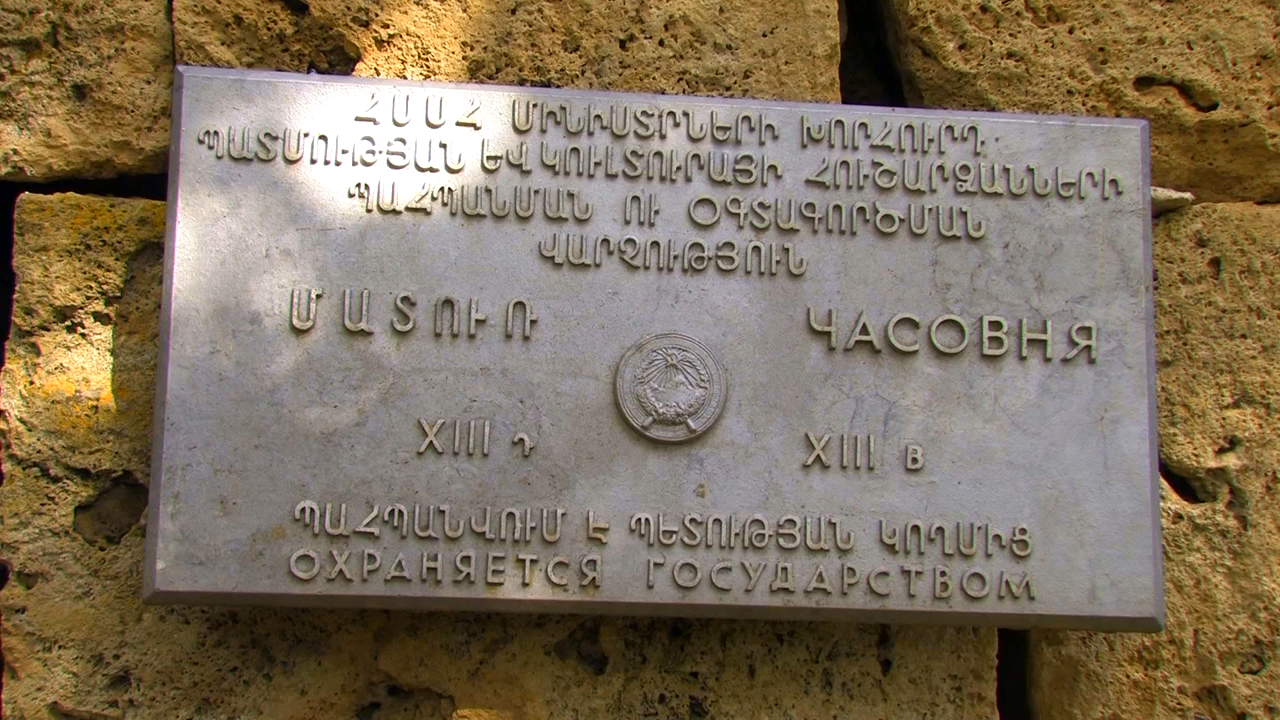 ՀՍՍՀ ՄԻՆԻՍՏՐՆԵՐԻ ԽՈՐՀՈՒՐԴ
ՊԱՏՄՈՒԹՅԱՆ ԵՎ ԿՈՒԼՏՈՒՐԱՅԻ ՀՈՒՇԱՐՁԱՆՆԵՐԻ
ՊԱՀՊԱՆՄԱՆ ՈՒ ՕԳՏԱԳՈՐԾՄԱՆ
ՎԱՐՉՈՒԹՅՈՒՆ
ՄԱՏՈՒՌ
ЧАСОВНЯ
XIII դ
XIII в
ՊԱՀՊԱՆՎՈՒՄ Է ՊԵՏՈՒԹՅԱՆ ԿՈՂՄԻՑ
ОХРАНЯЕТСЯ ГОСУДАРСТВОМ